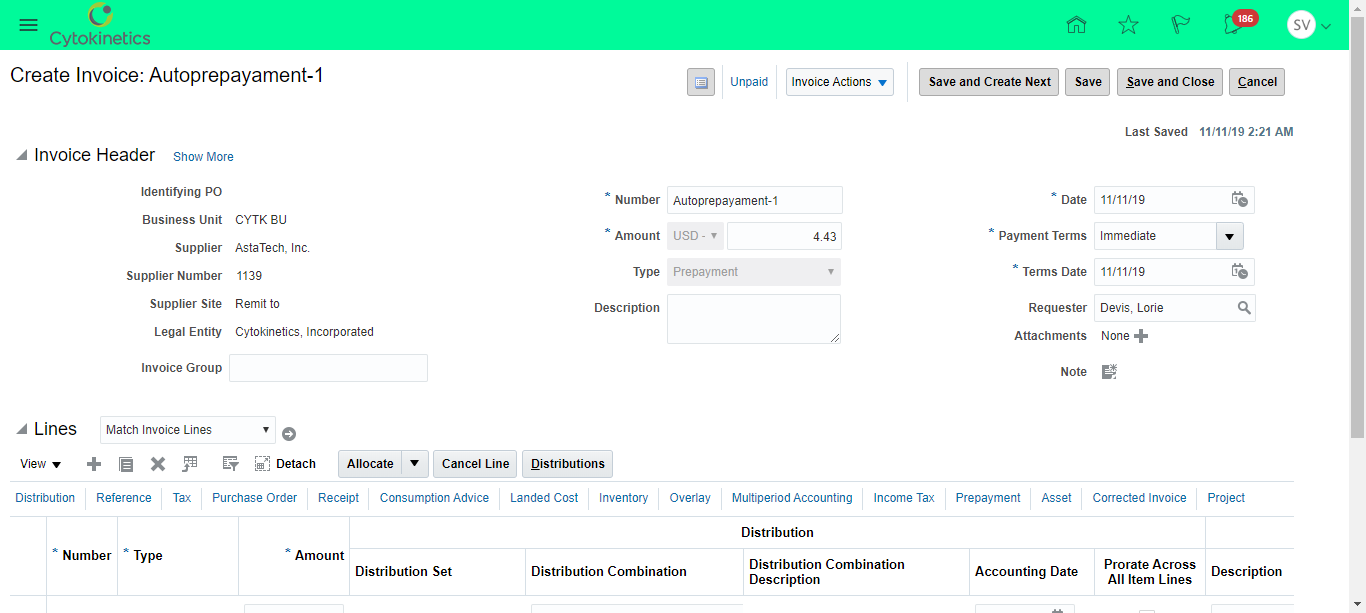 Cytokinetics
186
SV
Create Invoice: Autoprepayament-1
Unpaid
Invoice Actions
Save and Create Next
Save
Save and Close
Cancel
Last Saved 11/11/19 2:21 AM
Invoice Header Show More
Identifying PO
Business Unit CYTK BU
Supplier AstaTech, Inc.
Supplier Number 1139
Supplier Site Remit to
Legal Entity Cytokinetics, Incorporated
Invoice Group
* Number Autoprepayament-1
* Amount USD - 4.43
Type Prepayment
Description
* Date 11/11/19
* Payment Terms Immediate
* Terms Date 11/11/19
Requester Devis, Lorie
Attachments None
Note
Lines Match Invoice Lines
View Detach Allocate Cancel Line Distributions
Distribution Reference Tax Purchase Order Receipt Consumption Advice Landed Cost Inventory Overlay Multiperiod Accounting Income Tax Prepayment Asset Corrected Invoice Project
Distribution
* Number * Type * Amount
Distribution Set
Distribution Combination
Distribution Combination
Description
Accounting Date
Prorate Across
All Item Lines
Description